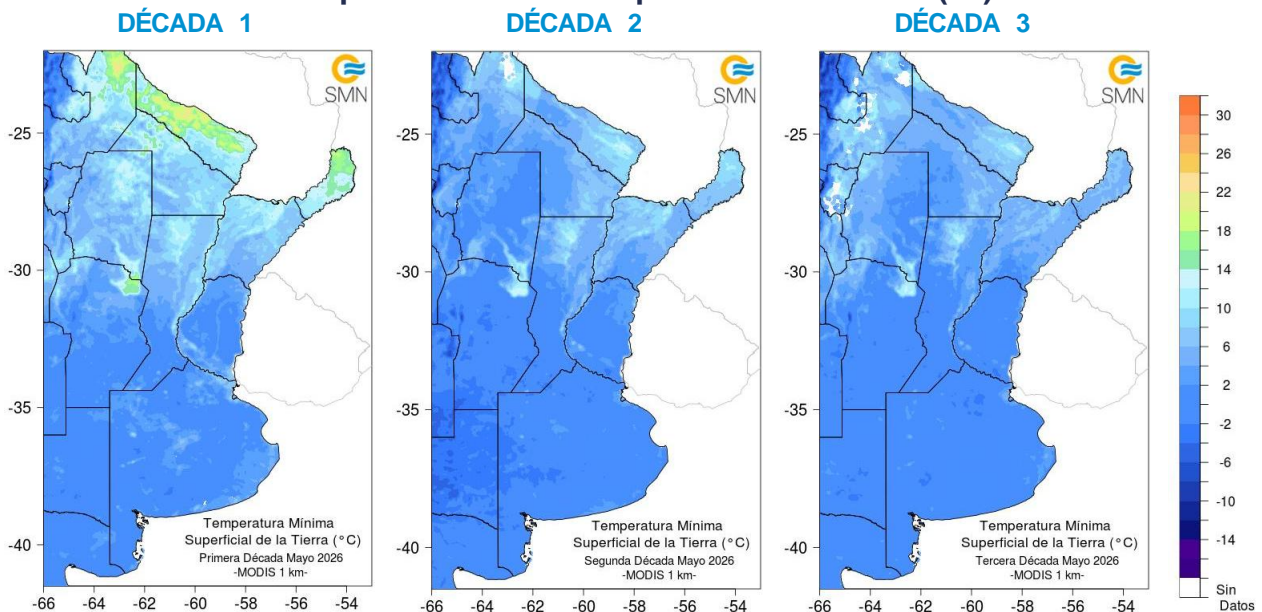 DÉCADA 1
DÉCADA 2
DÉCADA 3
SMN
-25
-30
-35
-40
-66 -64 -62 -60 -58 -56 -54
Temperatura Mínima
Superficial de la Tierra (°C)
Primera Década Mayo 2026
-MODIS 1 km-
SMN
-25
-30
-35
-40
-66 -64 -62 -60 -58 -56 -54
Temperatura Mínima
Superficial de la Tierra (°C)
Segunda Década Mayo 2026
-MODIS 1 km-
SMN
-25
-30
-35
-40
-66 -64 -62 -60 -58 -56 -54
Temperatura Mínima
Superficial de la Tierra (°C)
Tercera Década Mayo 2026
-MODIS 1 km-
30
26
22
18
14
10
6
2
-2
-6
-10
-14
Sin
Datos